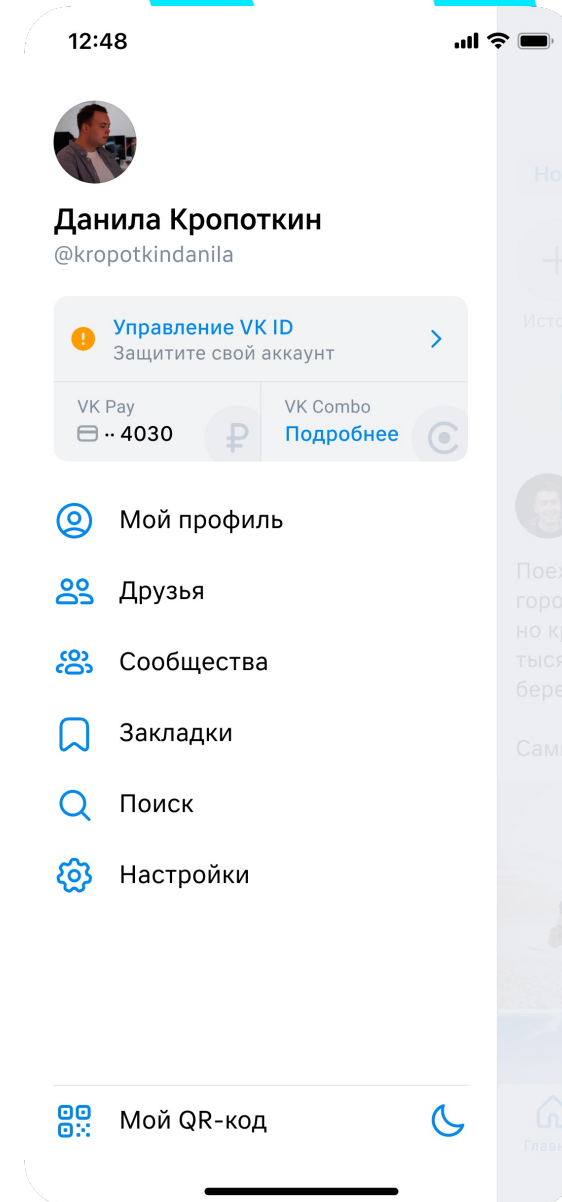 12:48
Данила Кропоткин
@kropotkindanila
Управление VK ID
Защитите свой аккаунт
VK Pay
VK Combo
·· 4030
Подробнее
Мой профиль
Друзья
Сообщества
Закладки
Поиск
Настройки
Мой QR-код